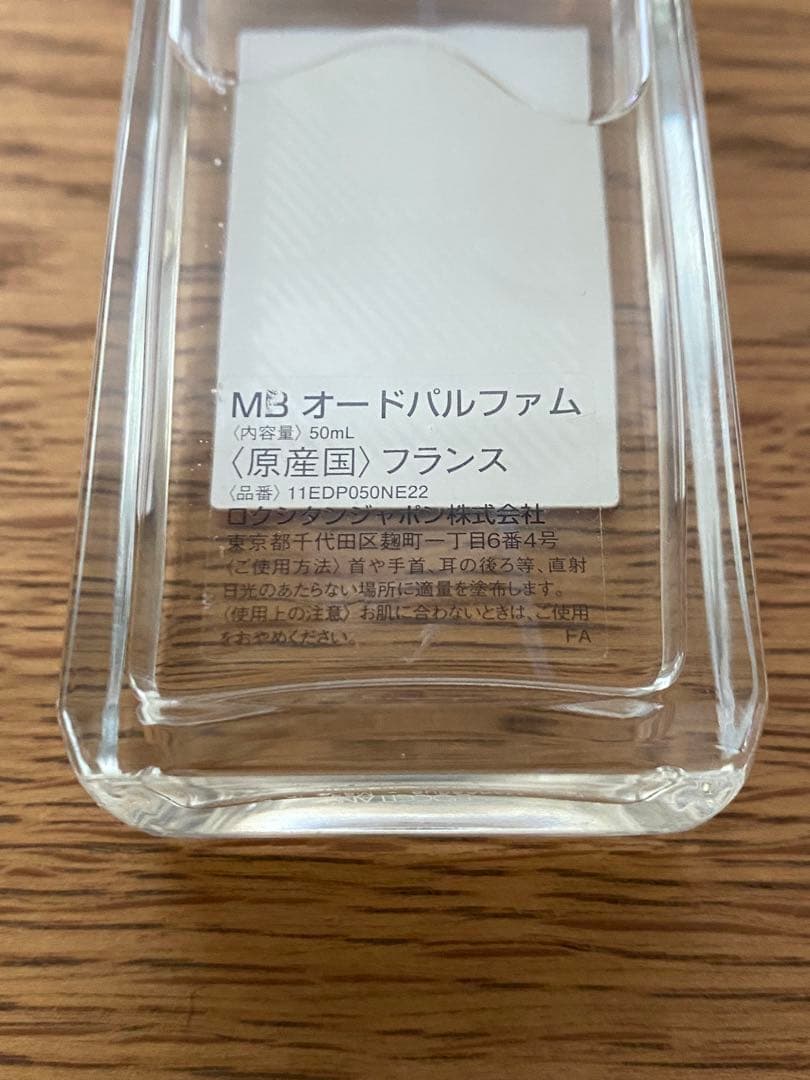 MB オードパルファム
〈内容量〉50mL
〈原産国〉フランス
〈品番〉11EDP050NE22
ロクシタンジャポン株式会社
東京都千代田区麹町一丁目6番4号
〈ご使用方法〉首や手首、耳の後ろ等、直射
日光のあたらない場所に適量を塗布します。
〈使用上の注意〉お肌に合わないときは、ご使用
をおやめください。 FA